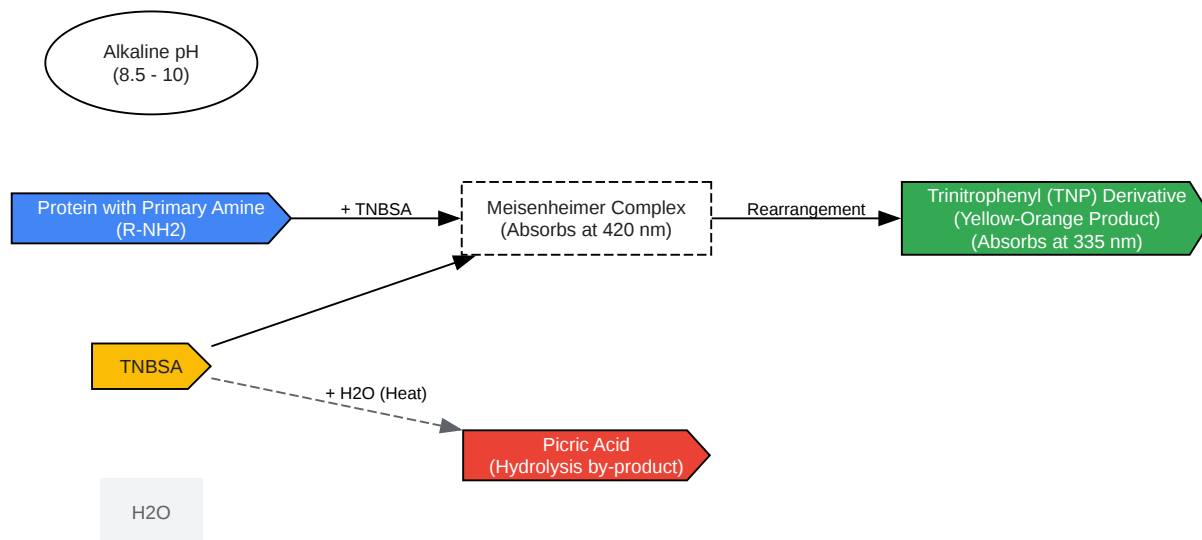 Alkaline pH
(8.5 - 10)
Protein with Primary Amine
(R-NH2)
+ TNBSA
Meisenheimer Complex
(Absorbs at 420 nm)
Rearrangement
Trinitrophenyl (TNP) Derivative
(Yellow-Orange Product)
(Absorbs at 335 nm)
TNBSA
+ H2O (Heat)
Picric Acid
(Hydrolysis by-product)
H2O